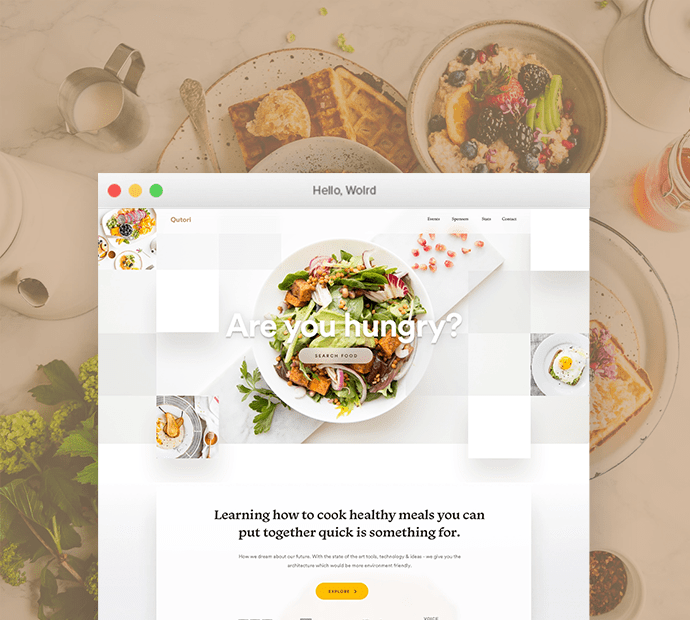 Hello, Wolrd
Qutorl
Events Sponsors Stats Contact
Are you hungry?
SEARCH FOOD
Learning how to cook healthy meals you can
put together quick is something for.
How we dream about our future. With the state of the art tools, technology & ideas - we give you the
architecture which would be more environment friendly.
EXPLORE